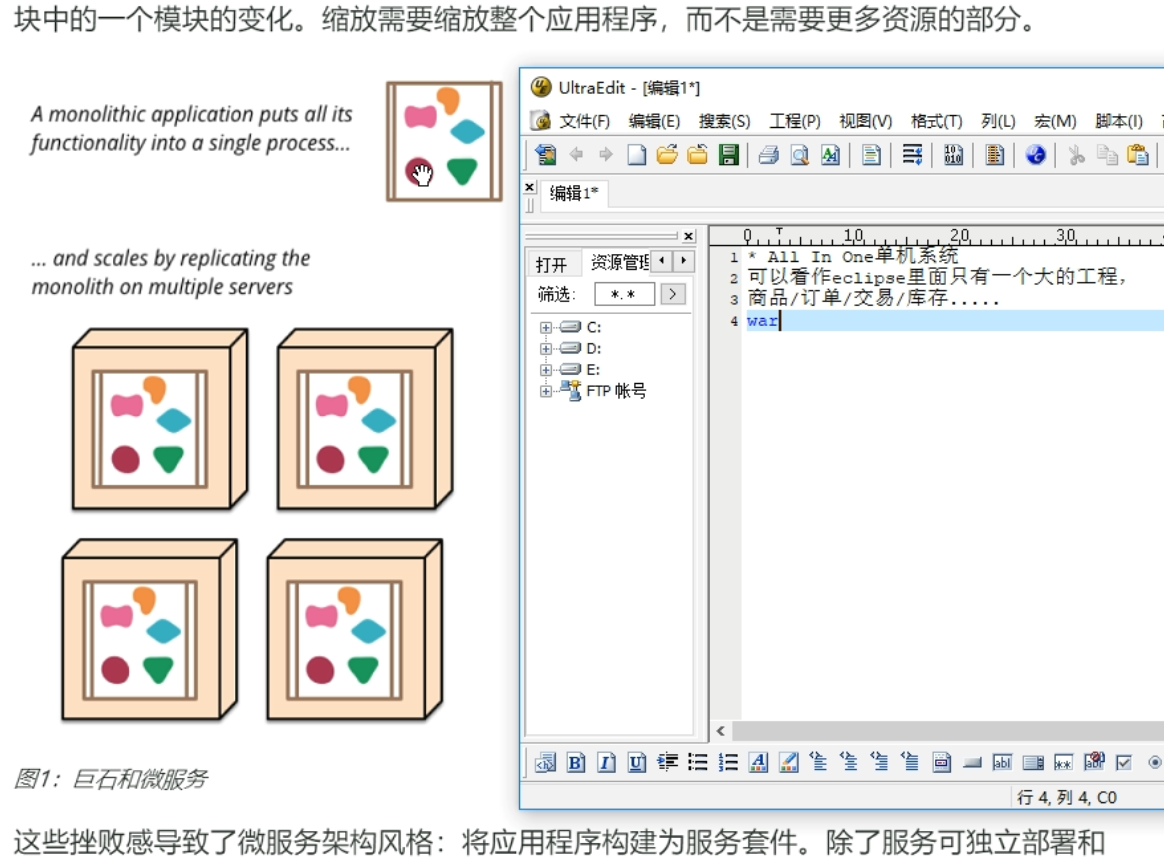 块中的一个模块的变化。缩放需要缩放整个应用程序，而不是需要更多资源的部分。
A monolithic application puts all its
functionality into a single process...
... and scales by replicating the
monolith on multiple servers
图1：巨石和微服务
UltraEdit - [编辑1*]
文件(F) 编辑(E) 搜索(S) 工程(P) 视图(V) 格式(T) 列(L) 宏(M) 脚本(I)
编辑1*
打开 资源管理
筛选: *.* >
C:
D:
E:
FTP 帐号
0 10 20 30
1 * All In One单机系统
2 可以看作eclipse里面只有一个大的工程，
3 商品/订单/交易/库存.....
4 war
行 4, 列 4, C0
这些挫败感导致了微服务架构风格：将应用程序构建为服务套件。除了服务可独立部署和